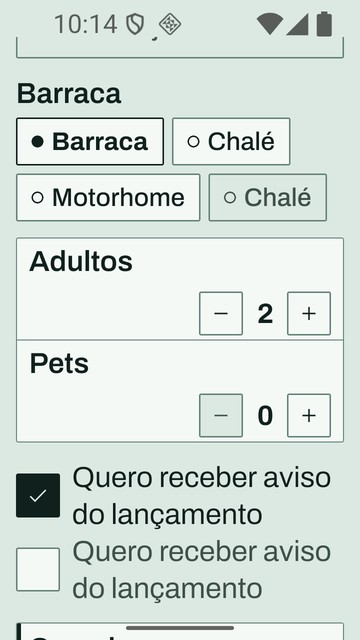 10:14
Barraca
Barraca
Chalé
Motorhome
Chalé
Adultos
− 2 +
Pets
− 0 +
Quero receber aviso
do lançamento
Quero receber aviso
do lançamento